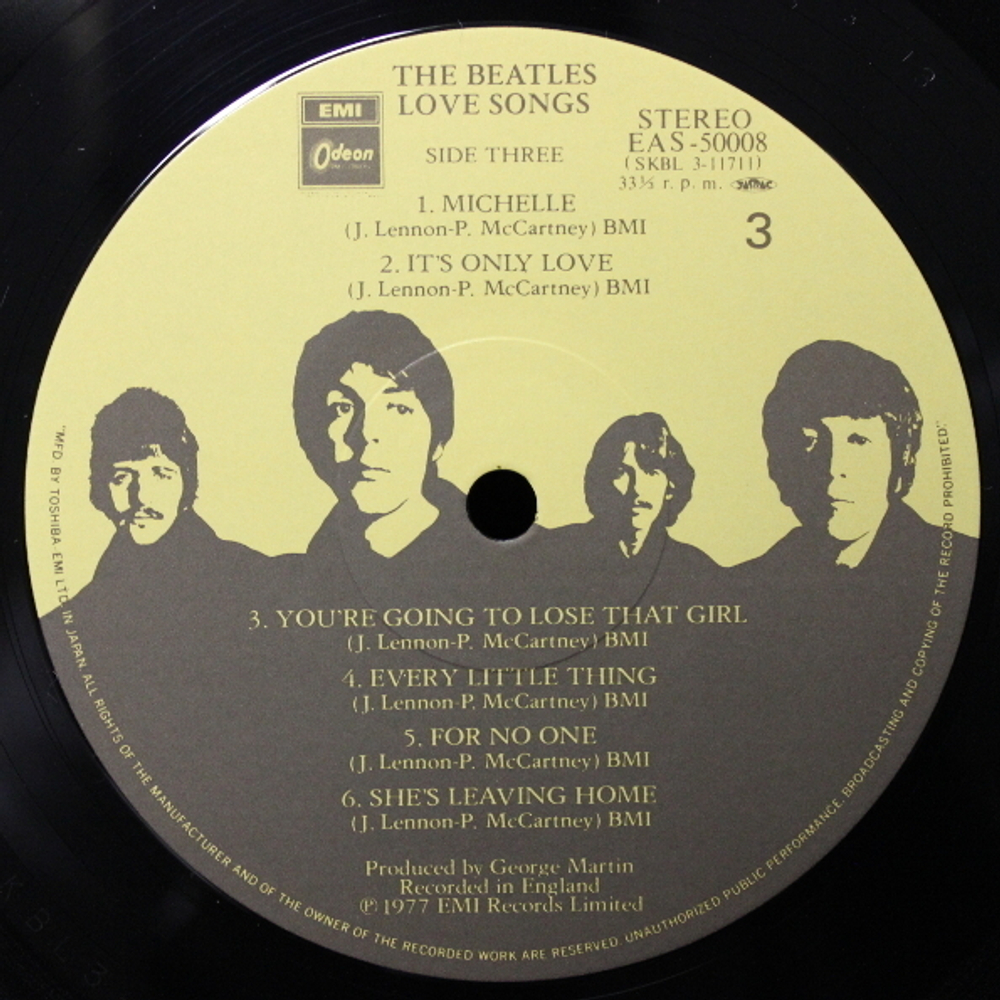 THE BEATLES
LOVE SONGS
EMI
Odeon
SIDE THREE
STEREO
EAS-50008
(SKBL 3-11711)
33⅓ r. p. m.
JASRAC
3
1. MICHELLE
(J. Lennon-P. McCartney) BMI
2. IT'S ONLY LOVE
(J. Lennon-P. McCartney) BMI
3. YOU'RE GOING TO LOSE THAT GIRL
(J. Lennon-P. McCartney) BMI
4. EVERY LITTLE THING
(J. Lennon-P. McCartney) BMI
5. FOR NO ONE
(J. Lennon-P. McCartney) BMI
6. SHE'S LEAVING HOME
(J. Lennon-P. McCartney) BMI
Produced by George Martin
Recorded in England
℗ 1977 EMI Records Limited
"MFD. BY TOSHIBA EMI LTD. IN JAPAN. ALL RIGHTS OF THE MANUFACTURER AND OF THE OWNER OF THE RECORDED WORK ARE RESERVED. UNAUTHORIZED PUBLIC PERFORMANCE. BROADCASTING AND COPYING OF THE RECORD PROHIBITED".